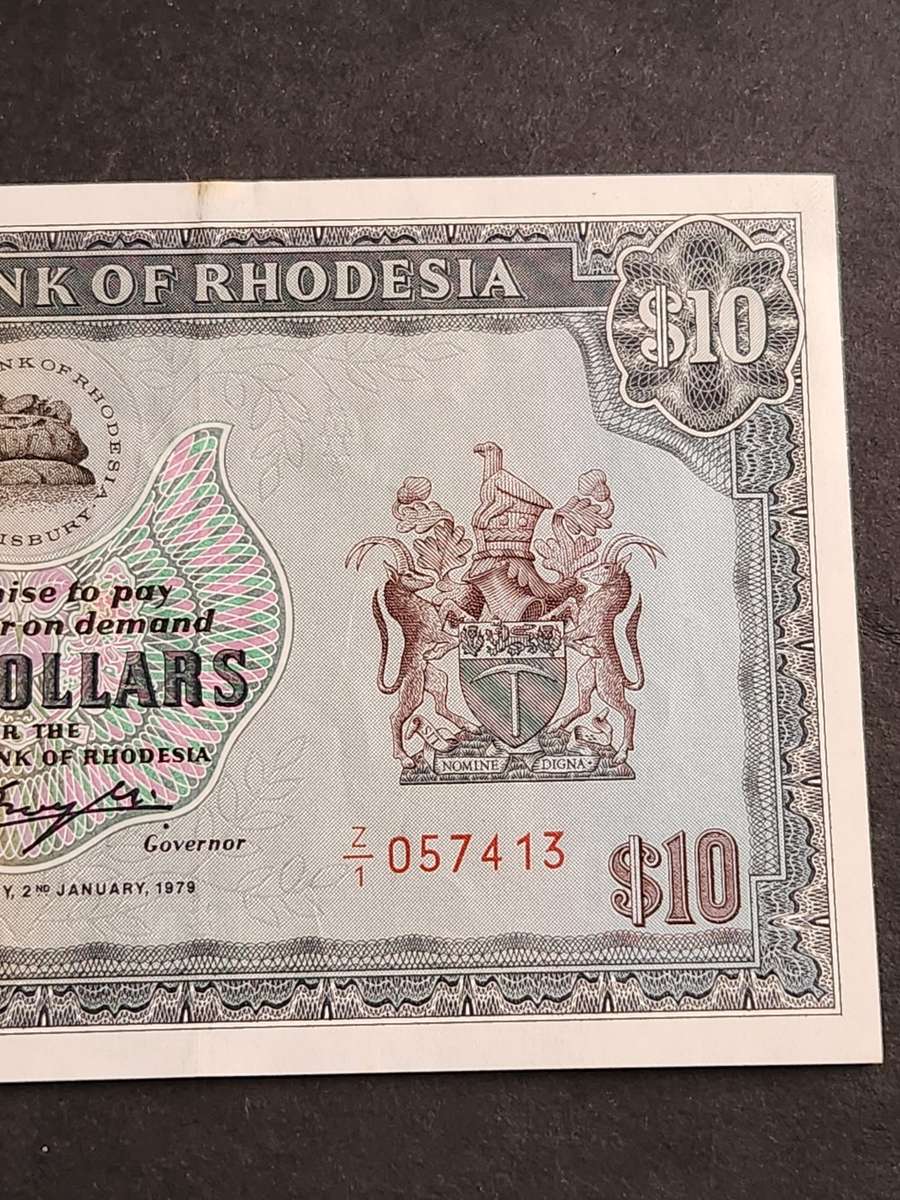 NK OF RHODESIA
$10
NK OF RHODESIA
ISBURY
ise to pay
r on demand
OLLARS
R THE
NK OF RHODESIA
Governor
Y, 2ND JANUARY, 1979
NOMINE DIGNA
Z/1 057413
$10